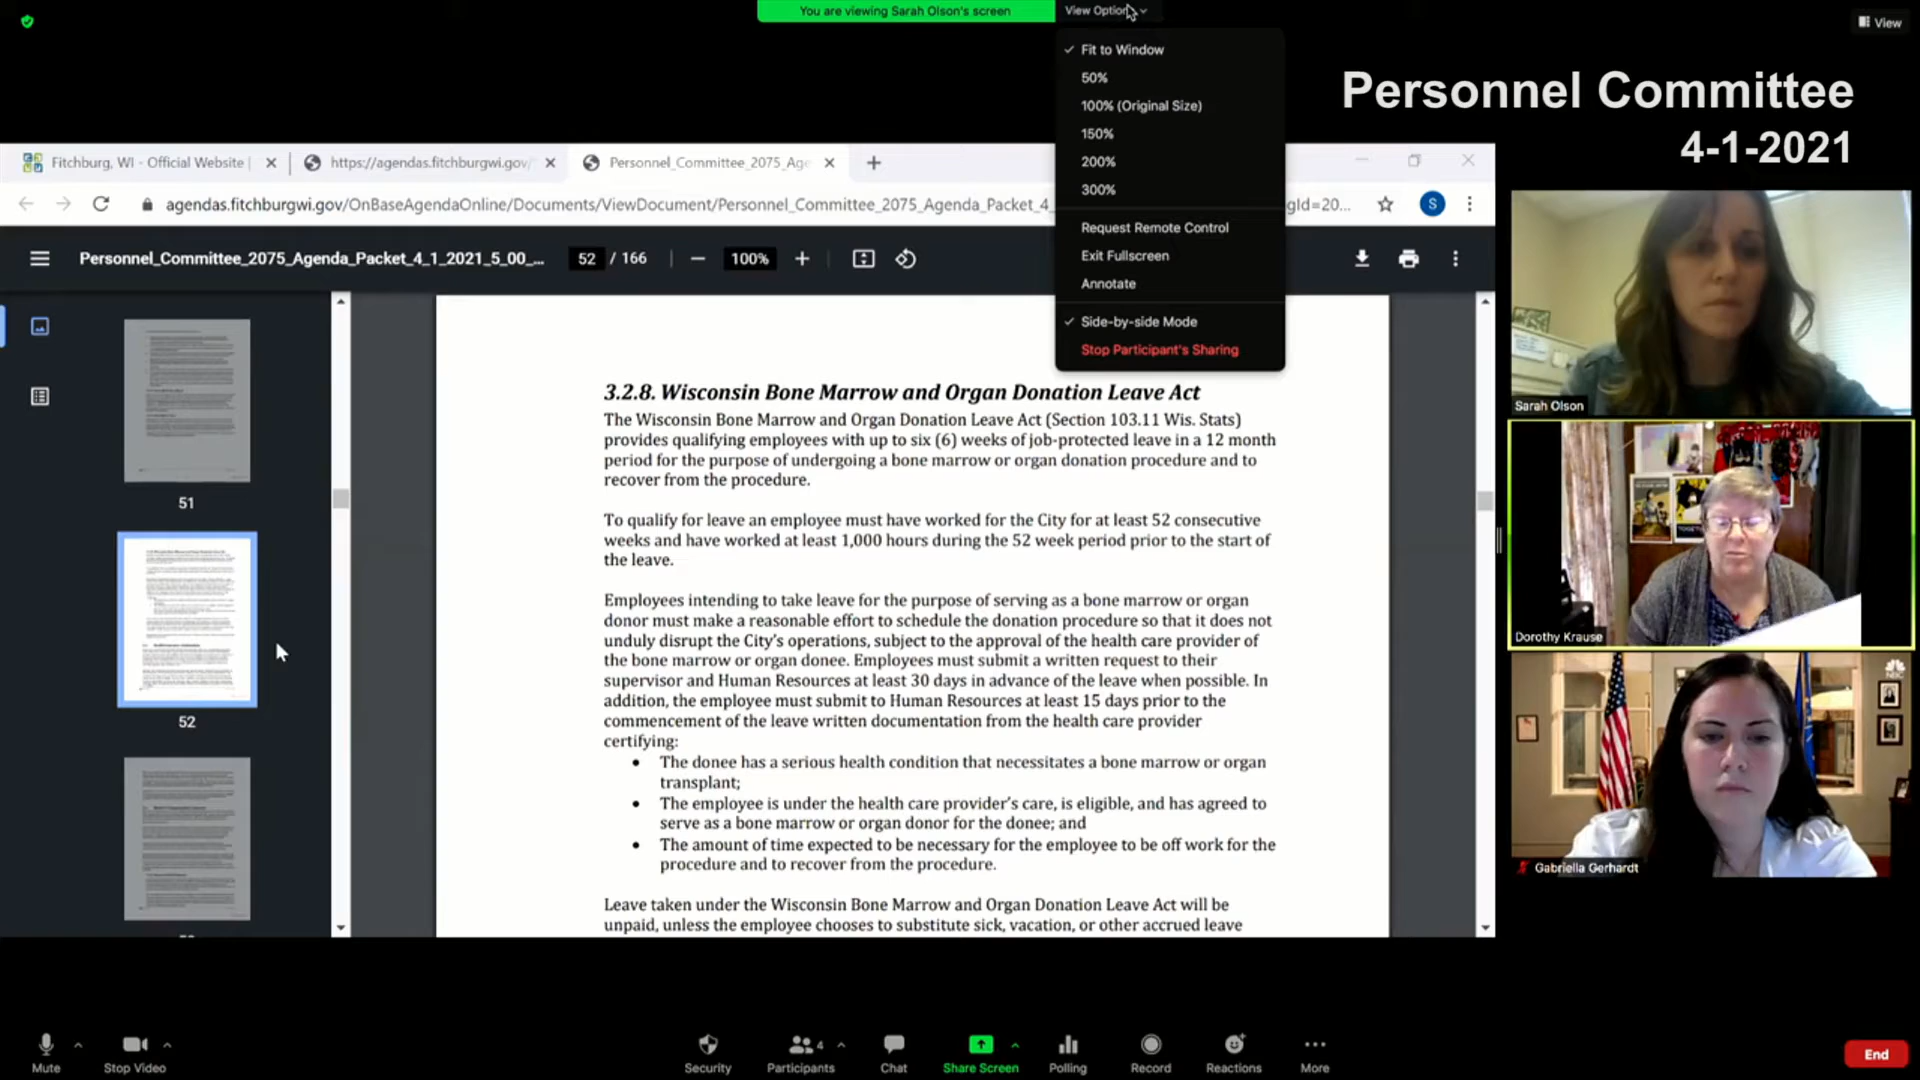 You are viewing Sarah Olson's screen
View Options
View
Fit to Window
50%
100% (Original Size)
150%
200%
300%
Request Remote Control
Exit Fullscreen
Annotate
Side-by-side Mode
Stop Participant's Sharing
Personnel Committee
4-1-2021
Fitchburg, WI - Official Website |
https://agendas.fitchburgwi.gov/
Personnel_Committee_2075_Age
agendas.fitchburgwi.gov/OnBaseAgendaOnline/Documents/ViewDocument/Personnel_Committee_2075_Agenda_Packet_4_
gId=20...
S
Personnel_Committee_2075_Agenda_Packet_4_1_2021_5_00_...
52 / 166
100%
51
52
3.2.8. Wisconsin Bone Marrow and Organ Donation Leave Act
The Wisconsin Bone Marrow and Organ Donation Leave Act (Section 103.11 Wis. Stats)
provides qualifying employees with up to six (6) weeks of job-protected leave in a 12 month
period for the purpose of undergoing a bone marrow or organ donation procedure and to
recover from the procedure.
To qualify for leave an employee must have worked for the City for at least 52 consecutive
weeks and have worked at least 1,000 hours during the 52 week period prior to the start of
the leave.
Employees intending to take leave for the purpose of serving as a bone marrow or organ
donor must make a reasonable effort to schedule the donation procedure so that it does not
unduly disrupt the City's operations, subject to the approval of the health care provider of
the bone marrow or organ donee. Employees must submit a written request to their
supervisor and Human Resources at least 30 days in advance of the leave when possible. In
addition, the employee must submit to Human Resources at least 15 days prior to the
commencement of the leave written documentation from the health care provider
certifying:
• The donee has a serious health condition that necessitates a bone marrow or organ
transplant;
• The employee is under the health care provider's care, is eligible, and has agreed to
serve as a bone marrow or organ donor for the donee; and
• The amount of time expected to be necessary for the employee to be off work for the
procedure and to recover from the procedure.
Leave taken under the Wisconsin Bone Marrow and Organ Donation Leave Act will be
unpaid, unless the employee chooses to substitute sick, vacation, or other accrued leave
Sarah Olson
Dorothy Krause
Gabriella Gerhardt
Mute
Stop Video
Security
Participants
4
Chat
Share Screen
Polling
Record
Reactions
More
End